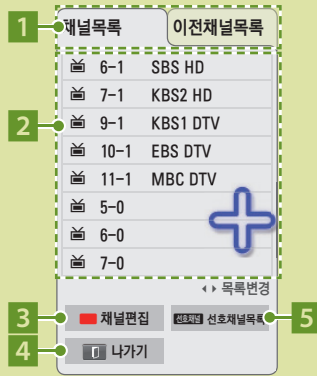 1 채널목록 이전채널목록
2
6-1 SBS HD
7-1 KBS2 HD
9-1 KBS1 DTV
10-1 EBS DTV
11-1 MBC DTV
5-0
6-0
7-0
목록변경
3 채널편집 선호채널 선호채널목록 5
4 나가기